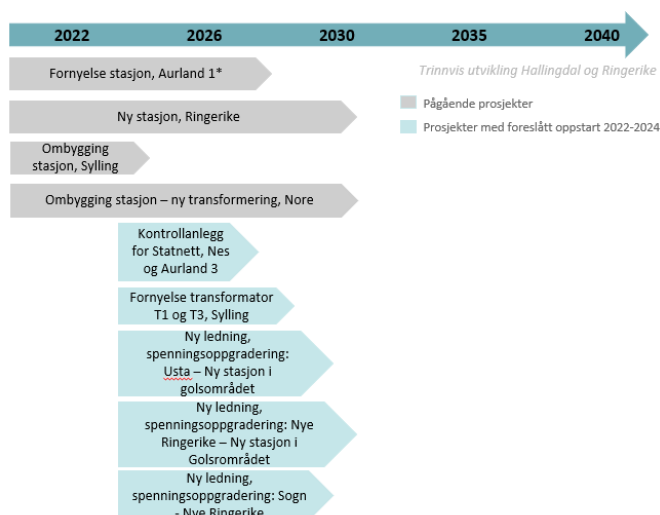 2022 2026 2030 2035 2040
Trinnvis utvikling Hallingdal og Ringerike
Fornyelse stasjon, Aurland 1*
Pågående prosjekter
Ny stasjon, Ringerike
Prosjekter med foreslått oppstart 2022-2024
Ombygging
stasjon, Sylling
Ombygging stasjon – ny transformering, Nore
Kontrollanlegg
for Statnett, Nes
og Aurland 3
Fornyelse transformator
T1 og T3, Sylling
Ny ledning,
spenningsoppgradering:
Usta – Ny stasjon i
golsområdet
Ny ledning,
spenningsoppgradering: Nye
Ringerike – Ny stasjon i
Golsrområdet
Ny ledning,
spenningsoppgradering: Sogn
- Nye Ringerike